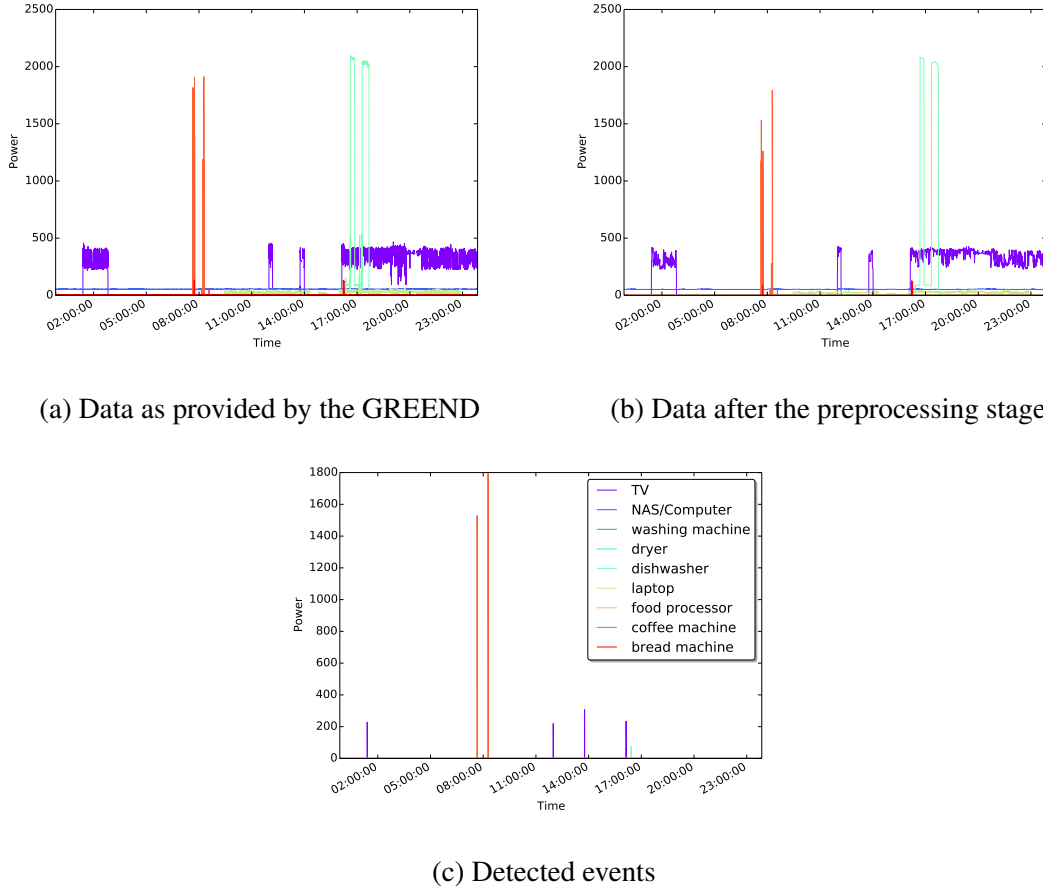 2500
2000
1500
1000
500
0
Power
02:00:00 05:00:00 08:00:00 11:00:00 14:00:00 17:00:00 20:00:00 23:00:00
Time
(a) Data as provided by the GREEND
2500
2000
1500
1000
500
0
Power
02:00:00 05:00:00 08:00:00 11:00:00 14:00:00 17:00:00 20:00:00 23:00:00
Time
(b) Data after the preprocessing stage
1800
1600
1400
1200
1000
800
600
400
200
0
Power
TV
NAS/Computer
washing machine
dryer
dishwasher
laptop
food processor
coffee machine
bread machine
02:00:00 05:00:00 08:00:00 11:00:00 14:00:00 17:00:00 20:00:00 23:00:00
Time
(c) Detected events